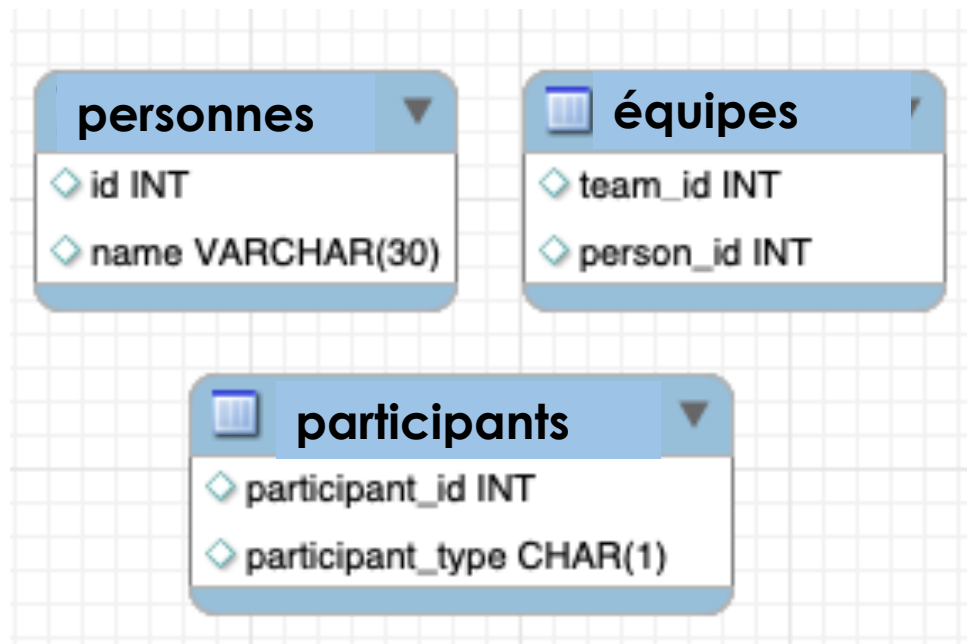 personnes
id INT
name VARCHAR(30)
équipes
team_id INT
person_id INT
participants
participant_id INT
participant_type CHAR(1)